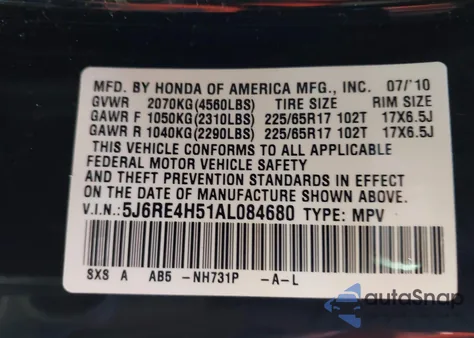 MFD. BY HONDA OF AMERICA MFG., INC. 07/'10
GVWR 2070KG(4560LBS) TIRE SIZE RIM SIZE
GAWR F 1050KG(2310LBS) 225/65R17 102T 17X6.5J
GAWR R 1040KG(2290LBS) 225/65R17 102T 17X6.5J
THIS VEHICLE CONFORMS TO ALL APPLICABLE
FEDERAL MOTOR VEHICLE SAFETY
AND THEFT PREVENTION STANDARDS IN EFFECT
ON THE DATE OF MANUFACTURE SHOWN ABOVE.
V.I.N.:5J6RE4H51AL084680 TYPE: MPV
SXS A AB5 -NH731P -A-L
autoSnap